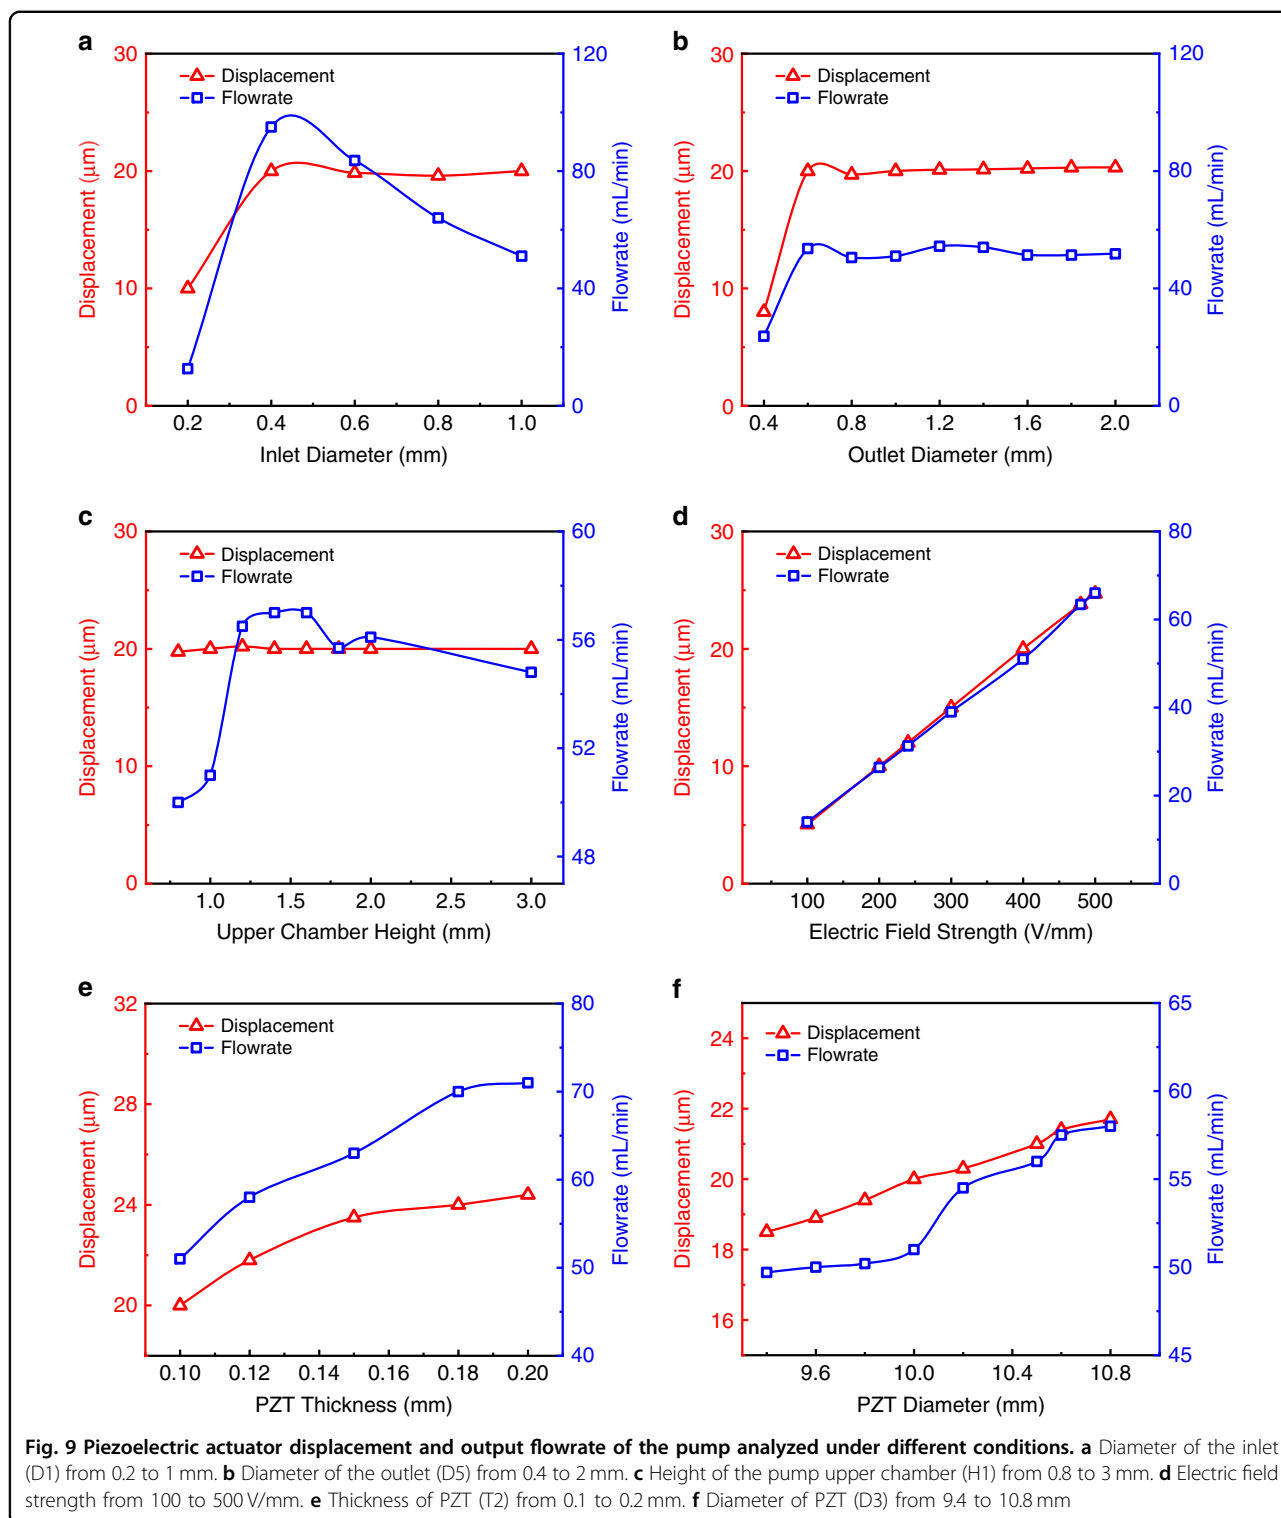 a
30
20
10
0
Displacement (μm)
Displacement
Flowrate
120
80
40
0
Flowrate (mL/min)
0.2 0.4 0.6 0.8 1.0
Inlet Diameter (mm)
b
30
20
10
0
Displacement (μm)
Displacement
Flowrate
120
80
40
0
Flowrate (mL/min)
0.4 0.8 1.2 1.6 2.0
Outlet Diameter (mm)
c
30
20
10
0
Displacement (μm)
Displacement
Flowrate
60
56
52
48
Flowrate (mL/min)
1.0 1.5 2.0 2.5 3.0
Upper Chamber Height (mm)
d
30
20
10
0
Displacement (μm)
Displacement
Flowrate
80
60
40
20
0
Flowrate (mL/min)
100 200 300 400 500
Electric Field Strength (V/mm)
e
32
28
24
20
Displacement (μm)
Displacement
Flowrate
80
70
60
50
40
Flowrate (mL/min)
0.10 0.12 0.14 0.16 0.18 0.20
PZT Thickness (mm)
f
24
22
20
18
16
Displacement (μm)
Displacement
Flowrate
65
60
55
50
45
Flowrate (mL/min)
9.6 10.0 10.4 10.8
PZT Diameter (mm)
Fig. 9 Piezoelectric actuator displacement and output flowrate of the pump analyzed under different conditions. a Diameter of the inlet
(D1) from 0.2 to 1 mm. b Diameter of the outlet (D5) from 0.4 to 2 mm. c Height of the pump upper chamber (H1) from 0.8 to 3 mm. d Electric field
strength from 100 to 500 V/mm. e Thickness of PZT (T2) from 0.1 to 0.2 mm. f Diameter of PZT (D3) from 9.4 to 10.8 mm